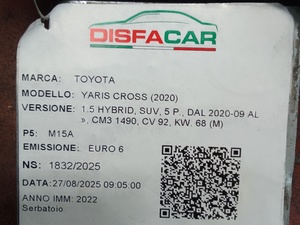 DISFACAR
MARCA: TOYOTA
MODELLO: YARIS CROSS (2020)
VERSIONE: 1.5 HYBRID, SUV, 5 P., DAL 2020-09 AL
», CM3 1490, CV 92, KW. 68 (M)
P5: M15A
EMISSIONE: EURO 6
NS: 1832/2025
DATA:27/08/2025 09:05:00
ANNO IMM: 2022
Serbatoio